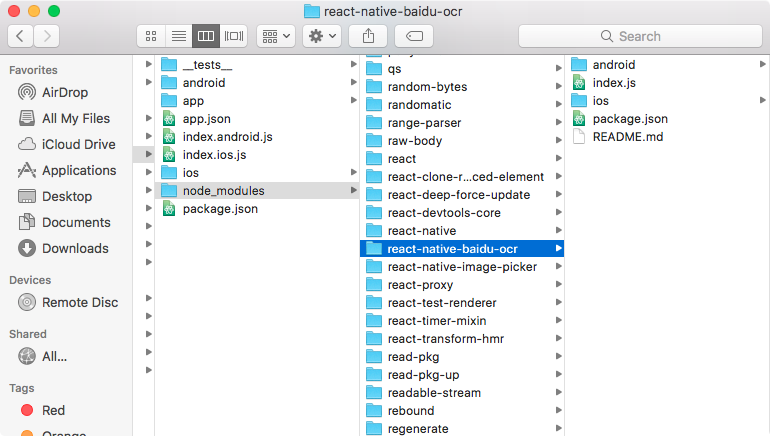 react-native-baidu-ocr
Search
Favorites
AirDrop
All My Files
iCloud Drive
Applications
Desktop
Documents
Downloads
Devices
Remote Disc
Shared
All...
Tags
Red
Orange
__tests__
android
app
app.json
index.android.js
index.ios.js
ios
node_modules
package.json
qs
random-bytes
randomatic
range-parser
raw-body
react
react-clone-r...ced-element
react-deep-force-update
react-devtools-core
react-native
react-native-baidu-ocr
react-native-image-picker
react-proxy
react-test-renderer
react-timer-mixin
react-transform-hmr
read-pkg
read-pkg-up
readable-stream
rebound
regenerate
android
index.js
ios
package.json
README.md